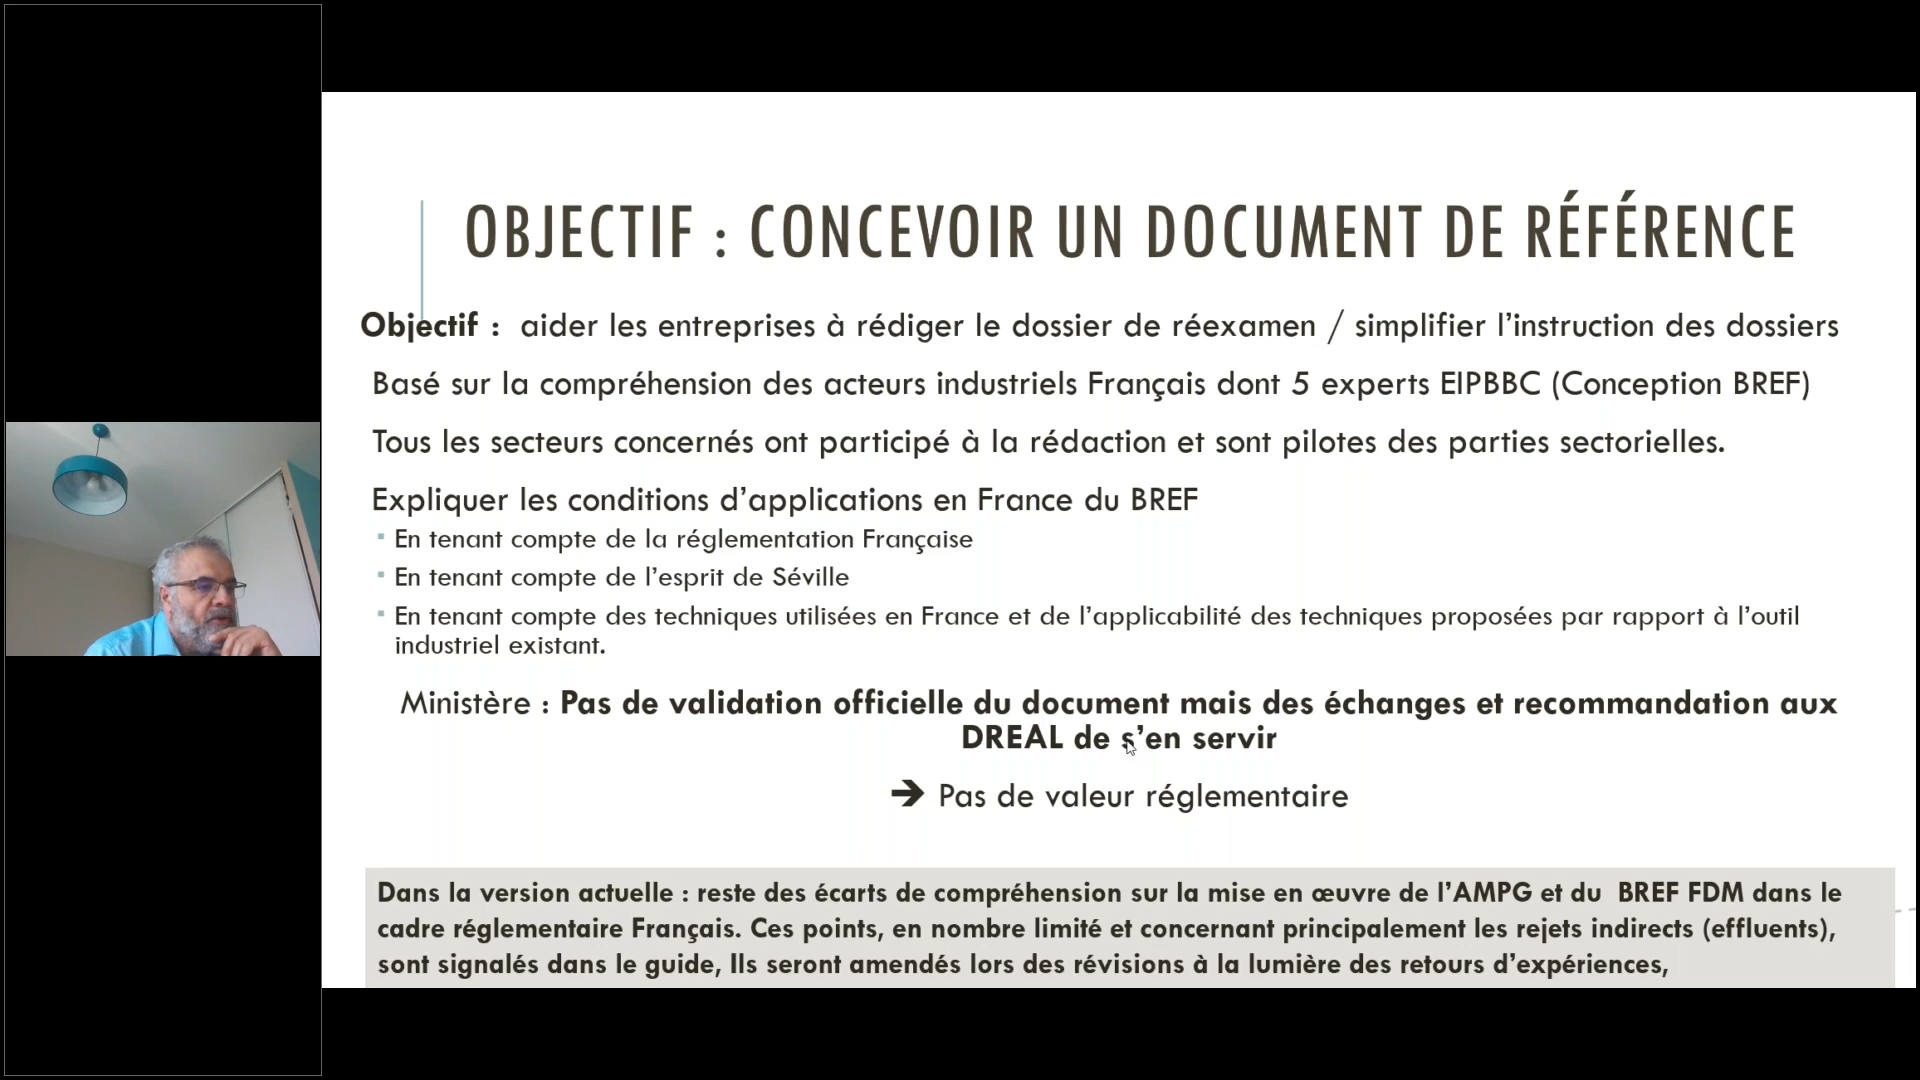 OBJECTIF : CONCEVOIR UN DOCUMENT DE RÉFÉRENCE
Objectif : aider les entreprises à rédiger le dossier de réexamen / simplifier l’instruction des dossiers
Basé sur la compréhension des acteurs industriels Français dont 5 experts EIPBBC (Conception BREF)
Tous les secteurs concernés ont participé à la rédaction et sont pilotes des parties sectorielles.
Expliquer les conditions d’applications en France du BREF
▪ En tenant compte de la réglementation Française
▪ En tenant compte de l’esprit de Séville
▪ En tenant compte des techniques utilisées en France et de l’applicabilité des techniques proposées par rapport à l’outil
industriel existant.
Ministère : Pas de validation officielle du document mais des échanges et recommandation aux
DREAL de s’en servir
➔ Pas de valeur réglementaire
Dans la version actuelle : reste des écarts de compréhension sur la mise en œuvre de l’AMPG et du BREF FDM dans le
cadre réglementaire Français. Ces points, en nombre limité et concernant principalement les rejets indirects (effluents),
sont signalés dans le guide, Ils seront amendés lors des révisions à la lumière des retours d’expériences,